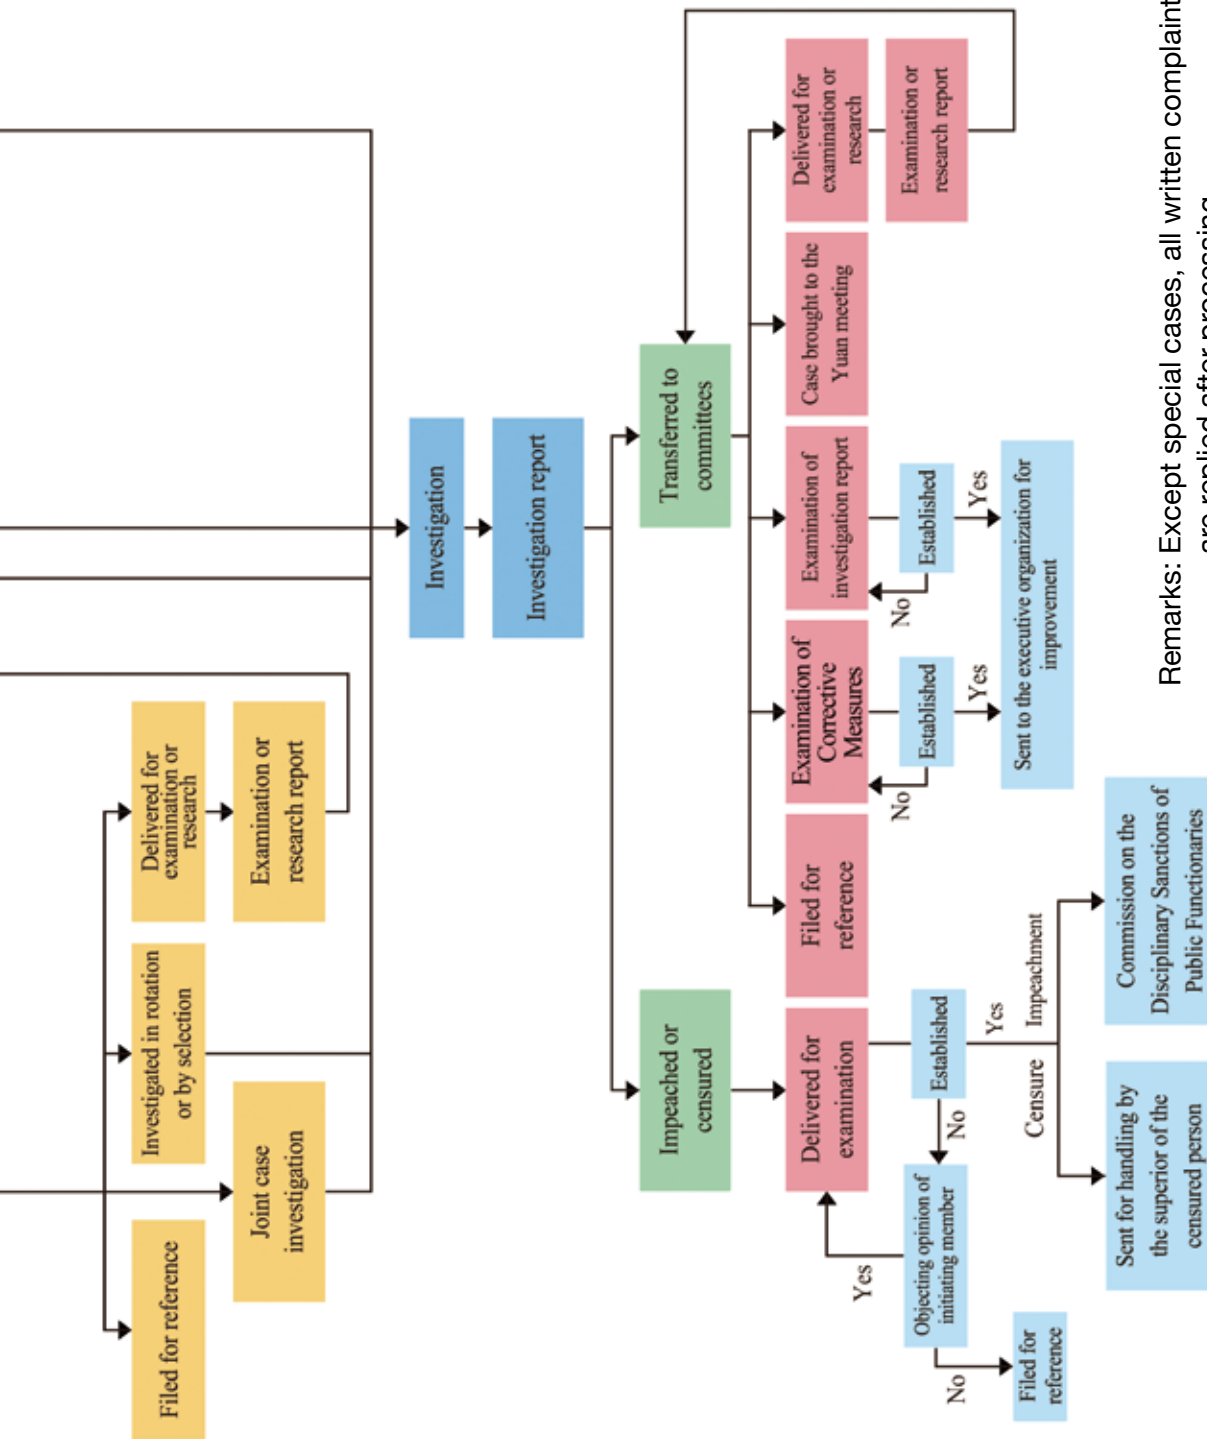 Filed for reference
Investigated in rotation
or by selection
Delivered for
examination or
research
Joint case
investigation
Examination or
research report
Investigation
Investigation report
Impeached or
censured
Transferred to
committees
Delivered for
examination
Filed for
reference
Examination of
Corrective
Measures
Examination of
investigation report
Case brought to the
Yuan meeting
Delivered for
examination or
research
Examination or
research report
Yes
Objecting opinion of
initiating member
No
Established
No
Established
No
Established
No
Filed for
reference
Yes
Censure
Impeachment
Yes
Yes
Sent to the executive organization for
improvement
Sent for handling by
the superior of the
censured person
Commission on the
Disciplinary Sanctions of
Public Functionaries
Remarks: Except special cases, all written complaint
are replied after processing